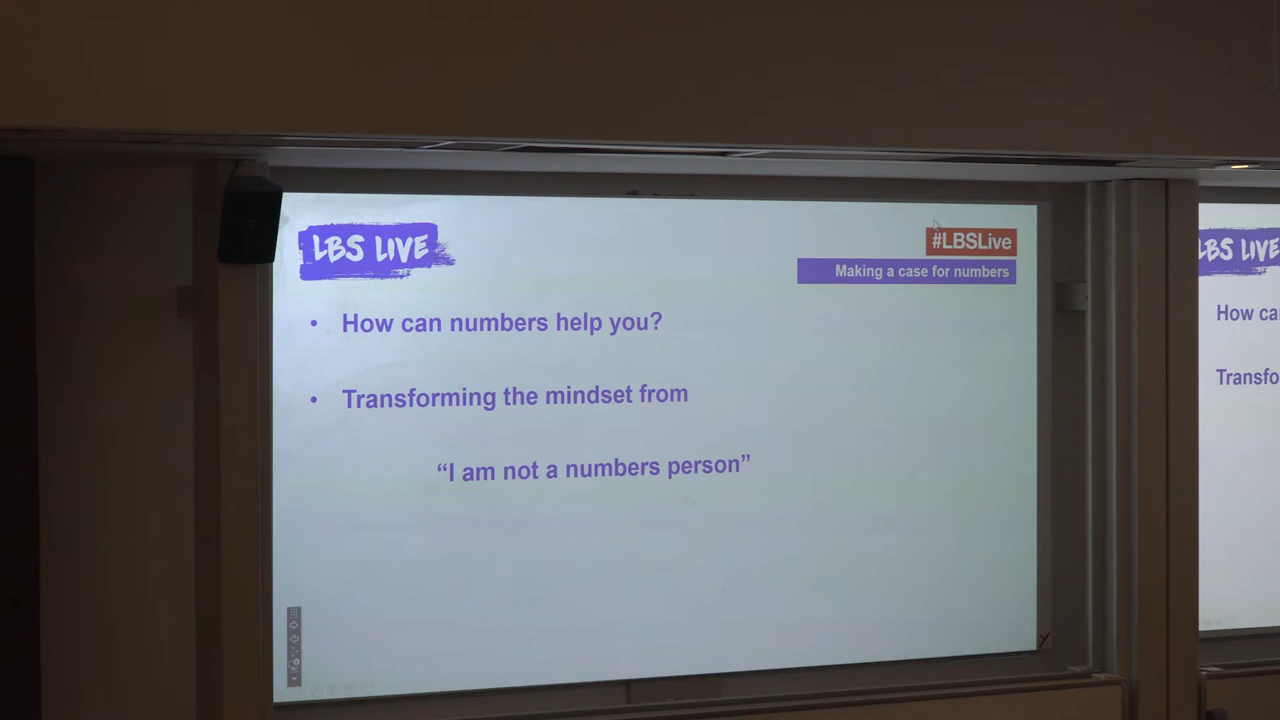 LBS LIVE
#LBSLive
Making a case for numbers
• How can numbers help you?
• Transforming the mindset from
“I am not a numbers person”
LBS LIVE
How ca
Transfo